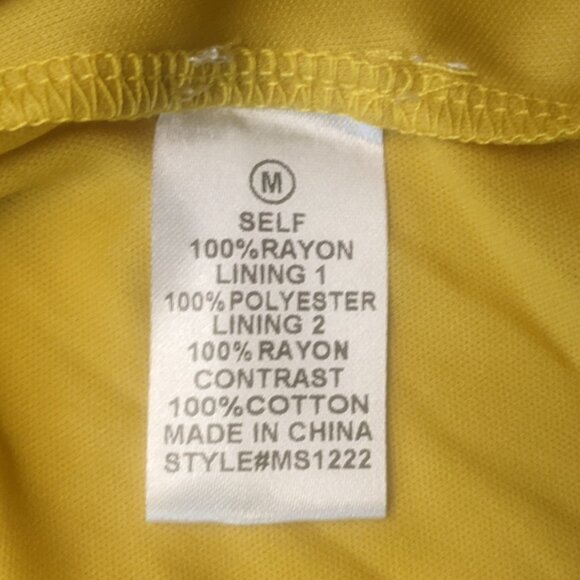 M
SELF
100%RAYON
LINING 1
100%POLYESTER
LINING 2
100%RAYON
CONTRAST
100%COTTON
MADE IN CHINA
STYLE#MS1222